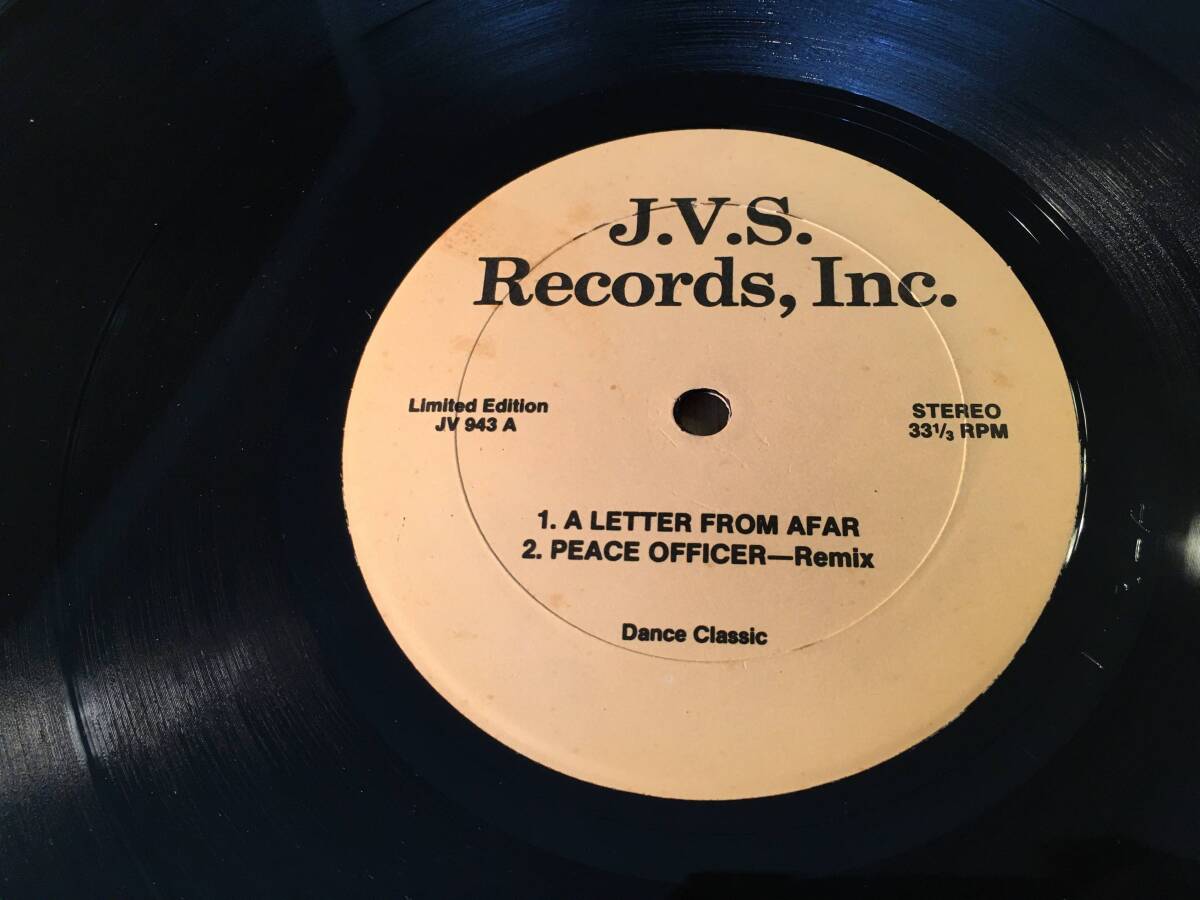 J.V.S.
Records, Inc.
Limited Edition
JV 943 A
STEREO
33⅓ RPM
1. A LETTER FROM AFAR
2. PEACE OFFICER—Remix
Dance Classic